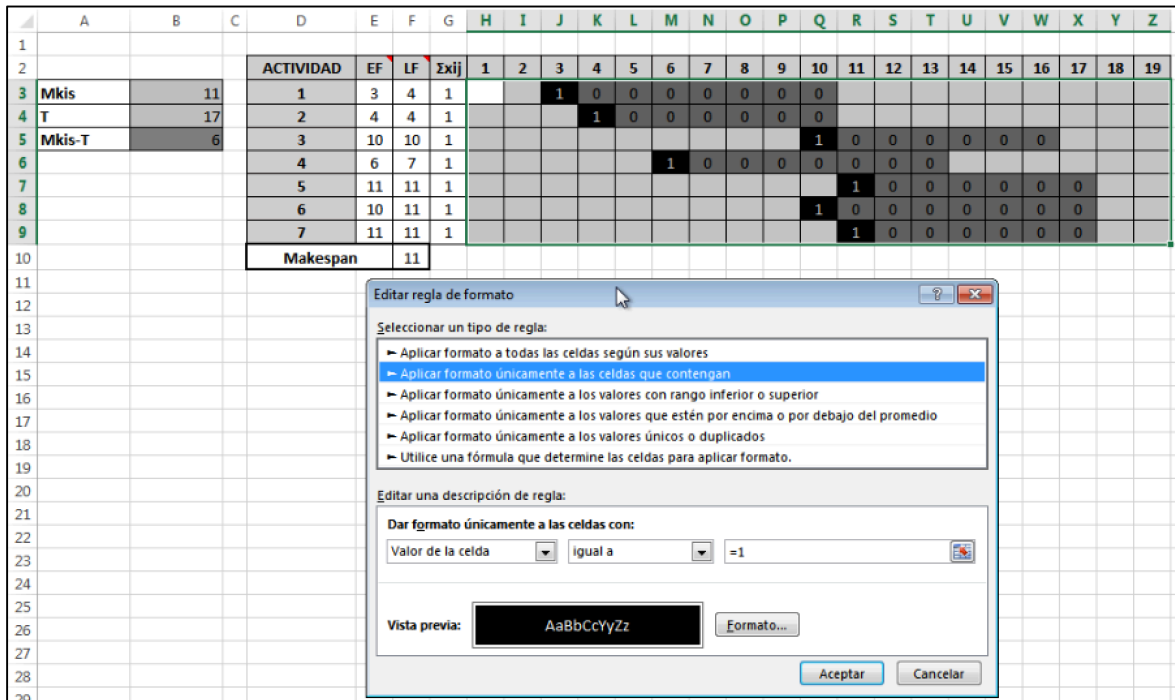 A B C D E F G H I J K L M N O P Q R S T U V W X Y Z
1
2 ACTIVIDAD EF LF Σxij 1 2 3 4 5 6 7 8 9 10 11 12 13 14 15 16 17 18 19
3 Mkis 11 1 3 4 1 1 0 0 0 0 0 0 0
4 T 17 2 4 4 1 1 0 0 0 0 0 0
5 Mkis-T 6 3 10 10 1 1 0 0 0 0 0 0
6 4 6 7 1 1 0 0 0 0 0 0 0
7 5 11 11 1 1 0 0 0 0 0 0
8 6 10 11 1 1 0 0 0 0 0 0 0
9 7 11 11 1 1 0 0 0 0 0 0
10 Makespan 11
11
12
13
14
15
16
17
18
19
20
21
22
23
24
25
26
27
28
29
Editar regla de formato
Seleccionar un tipo de regla:
► Aplicar formato a todas las celdas según sus valores
► Aplicar formato únicamente a las celdas que contengan
► Aplicar formato únicamente a los valores con rango inferior o superior
► Aplicar formato únicamente a los valores que estén por encima o por debajo del promedio
► Aplicar formato únicamente a los valores únicos o duplicados
► Utilice una fórmula que determine las celdas para aplicar formato.
Editar una descripción de regla:
Dar formato únicamente a las celdas con:
Valor de la celda igual a =1
Vista previa: AaBbCcYyZz Formato...
Aceptar Cancelar